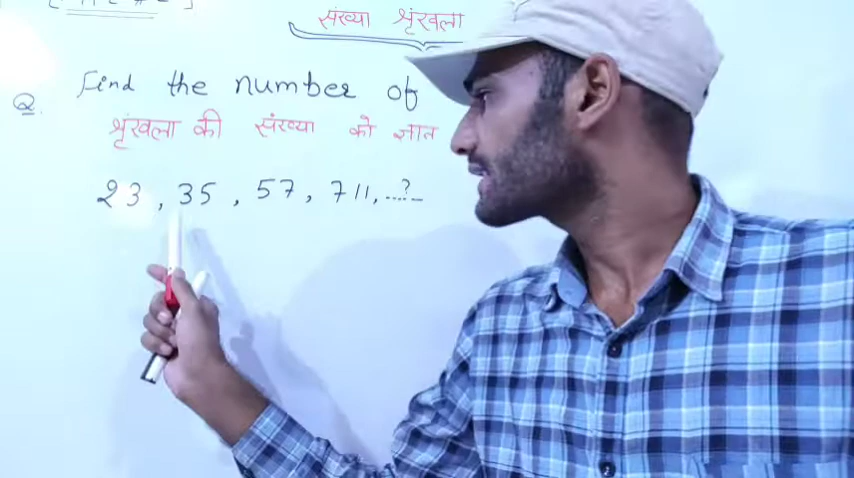 संख्या श्रृंखला
Q. Find the number of
श्रृंखला की संख्या को ज्ञात
23, 35, 57, 711, ....?....